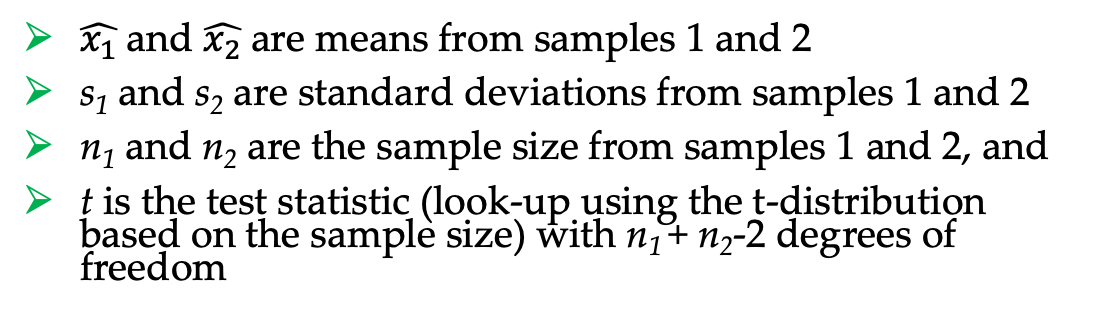 ➢ x̂₁ and x̂₂ are means from samples 1 and 2
➢ s₁ and s₂ are standard deviations from samples 1 and 2
➢ n₁ and n₂ are the sample size from samples 1 and 2, and
➢ t is the test statistic (look-up using the t-distribution
based on the sample size) with n₁+ n₂-2 degrees of
freedom